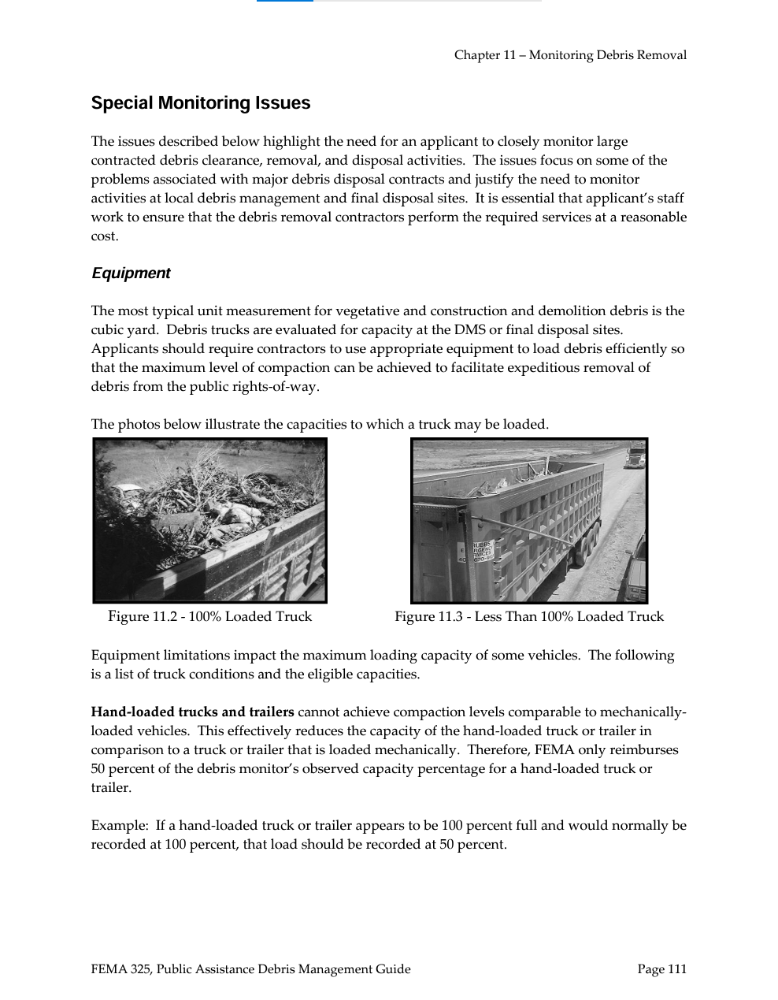 Chapter 11 – Monitoring Debris Removal
Special Monitoring Issues
The issues described below highlight the need for an applicant to closely monitor large
contracted debris clearance, removal, and disposal activities.  The issues focus on some of the
problems associated with major debris disposal contracts and justify the need to monitor
activities at local debris management and final disposal sites.  It is essential that applicant’s staff
work to ensure that the debris removal contractors perform the required services at a reasonable
cost.
Equipment
The most typical unit measurement for vegetative and construction and demolition debris is the
cubic yard.  Debris trucks are evaluated for capacity at the DMS or final disposal sites.
Applicants should require contractors to use appropriate equipment to load debris efficiently so
that the maximum level of compaction can be achieved to facilitate expeditious removal of
debris from the public rights-of-way.
The photos below illustrate the capacities to which a truck may be loaded.
Figure 11.2 - 100% Loaded Truck
Figure 11.3 - Less Than 100% Loaded Truck
Equipment limitations impact the maximum loading capacity of some vehicles.  The following
is a list of truck conditions and the eligible capacities.
Hand-loaded trucks and trailers cannot achieve compaction levels comparable to mechanically-
loaded vehicles.  This effectively reduces the capacity of the hand-loaded truck or trailer in
comparison to a truck or trailer that is loaded mechanically.  Therefore, FEMA only reimburses
50 percent of the debris monitor’s observed capacity percentage for a hand-loaded truck or
trailer.
Example:  If a hand-loaded truck or trailer appears to be 100 percent full and would normally be
recorded at 100 percent, that load should be recorded at 50 percent.
FEMA 325, Public Assistance Debris Management Guide
Page 111